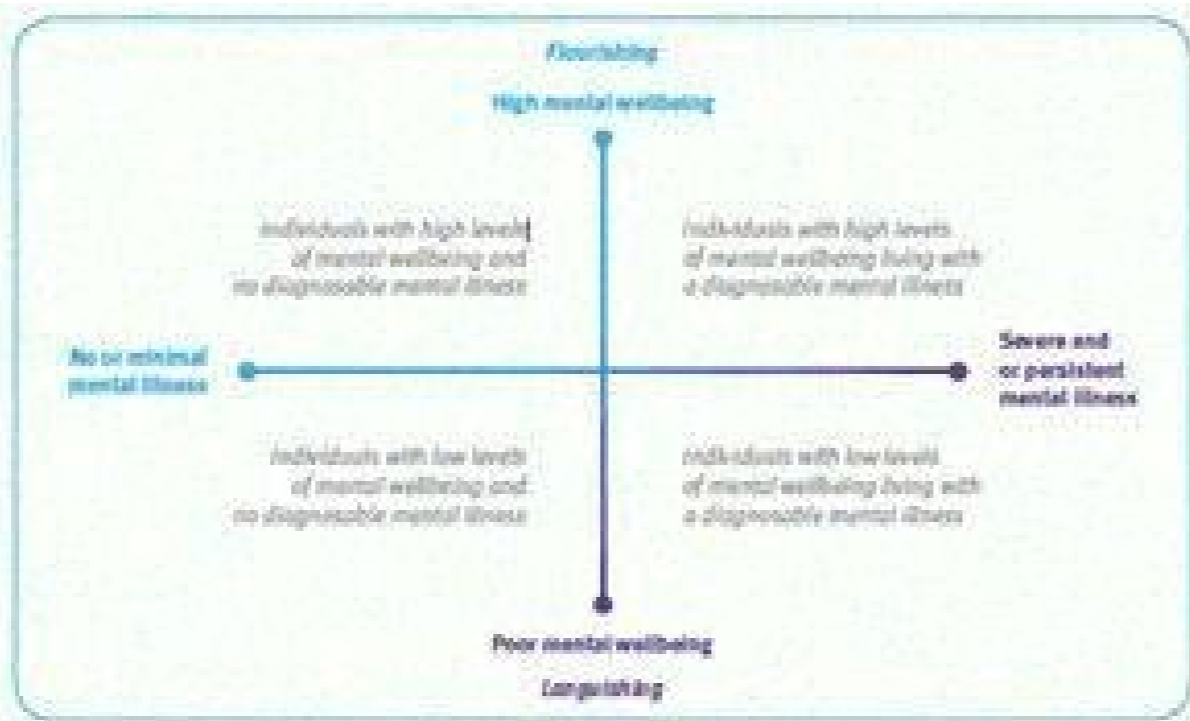 Flourishing
High mental wellbeing
Individuals with high levels
of mental wellbeing and
no diagnosable mental illness
Individuals with high levels
of mental wellbeing living with
a diagnosable mental illness
No or minimal
mental illness
Severe and
or persistent
mental illness
Individuals with low levels
of mental wellbeing and
no diagnosable mental illness
Individuals with low levels
of mental wellbeing living with
a diagnosable mental illness
Poor mental wellbeing
Languishing